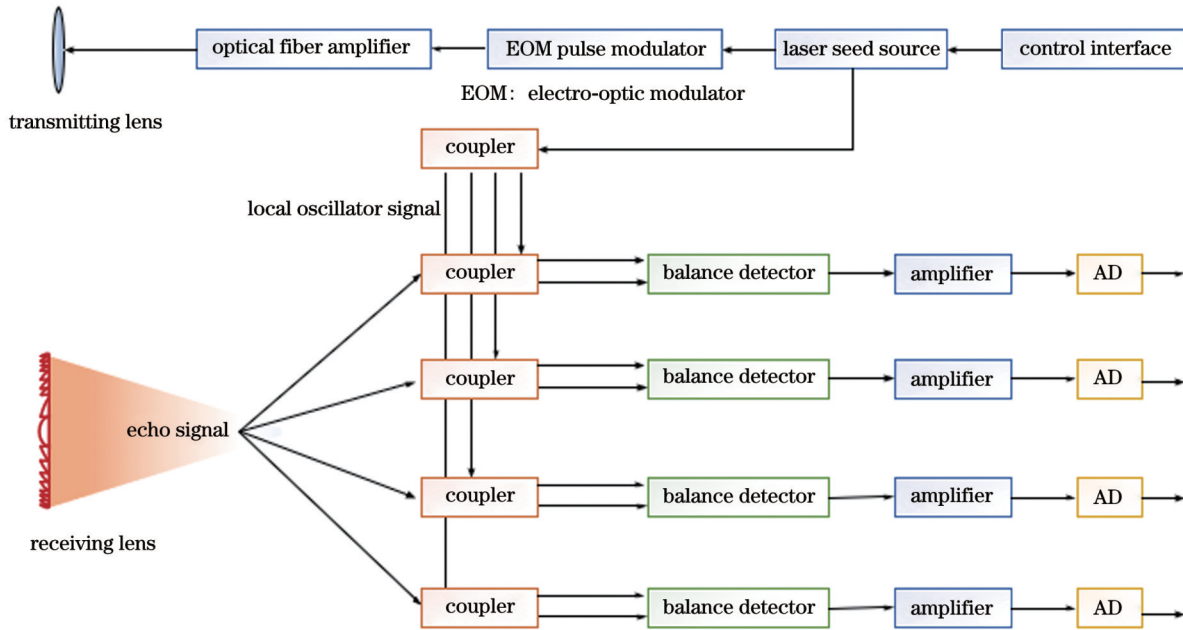 optical fiber amplifier
EOM pulse modulator
laser seed source
control interface
EOM: electro-optic modulator
transmitting lens
coupler
local oscillator signal
coupler
balance detector
amplifier
AD
coupler
balance detector
amplifier
AD
echo signal
coupler
balance detector
amplifier
AD
receiving lens
coupler
balance detector
amplifier
AD